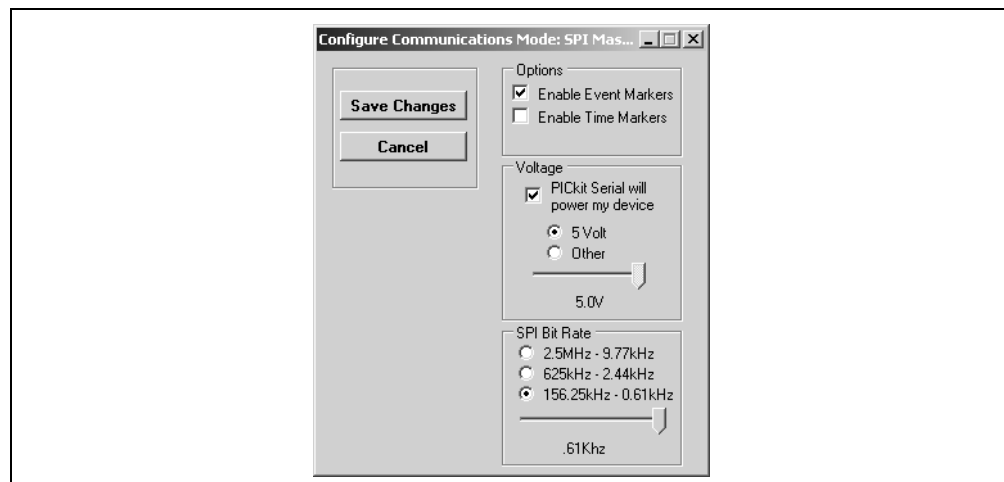 Configure Communications Mode: SPI Mas...
Save Changes
Cancel
Options
Enable Event Markers
Enable Time Markers
Voltage
PICkit Serial will
power my device
5 Volt
Other
5.0V
SPI Bit Rate
2.5MHz - 9.77kHz
625kHz - 2.44kHz
156.25kHz - 0.61kHz
.61Khz